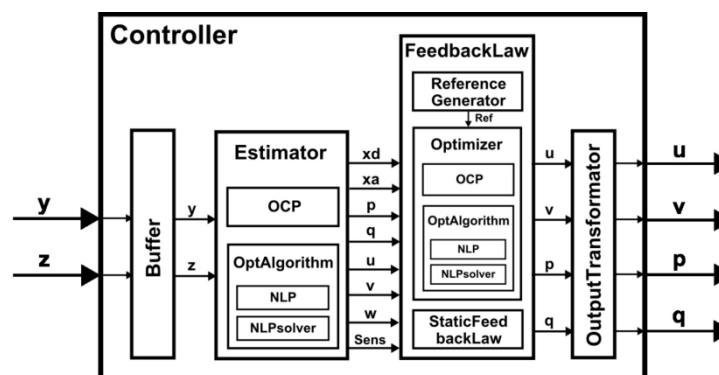 Controller
y
z
Buffer
y
z
Estimator
OCP
OptAlgorithm
NLP
NLPsolver
xd
xa
p
q
u
v
w
Sens
FeedbackLaw
Reference
Generator
Ref
Optimizer
OCP
OptAlgorithm
NLP
NLPsolver
StaticFeed
backLaw
u
v
p
q
OutputTransformator
u
v
p
q